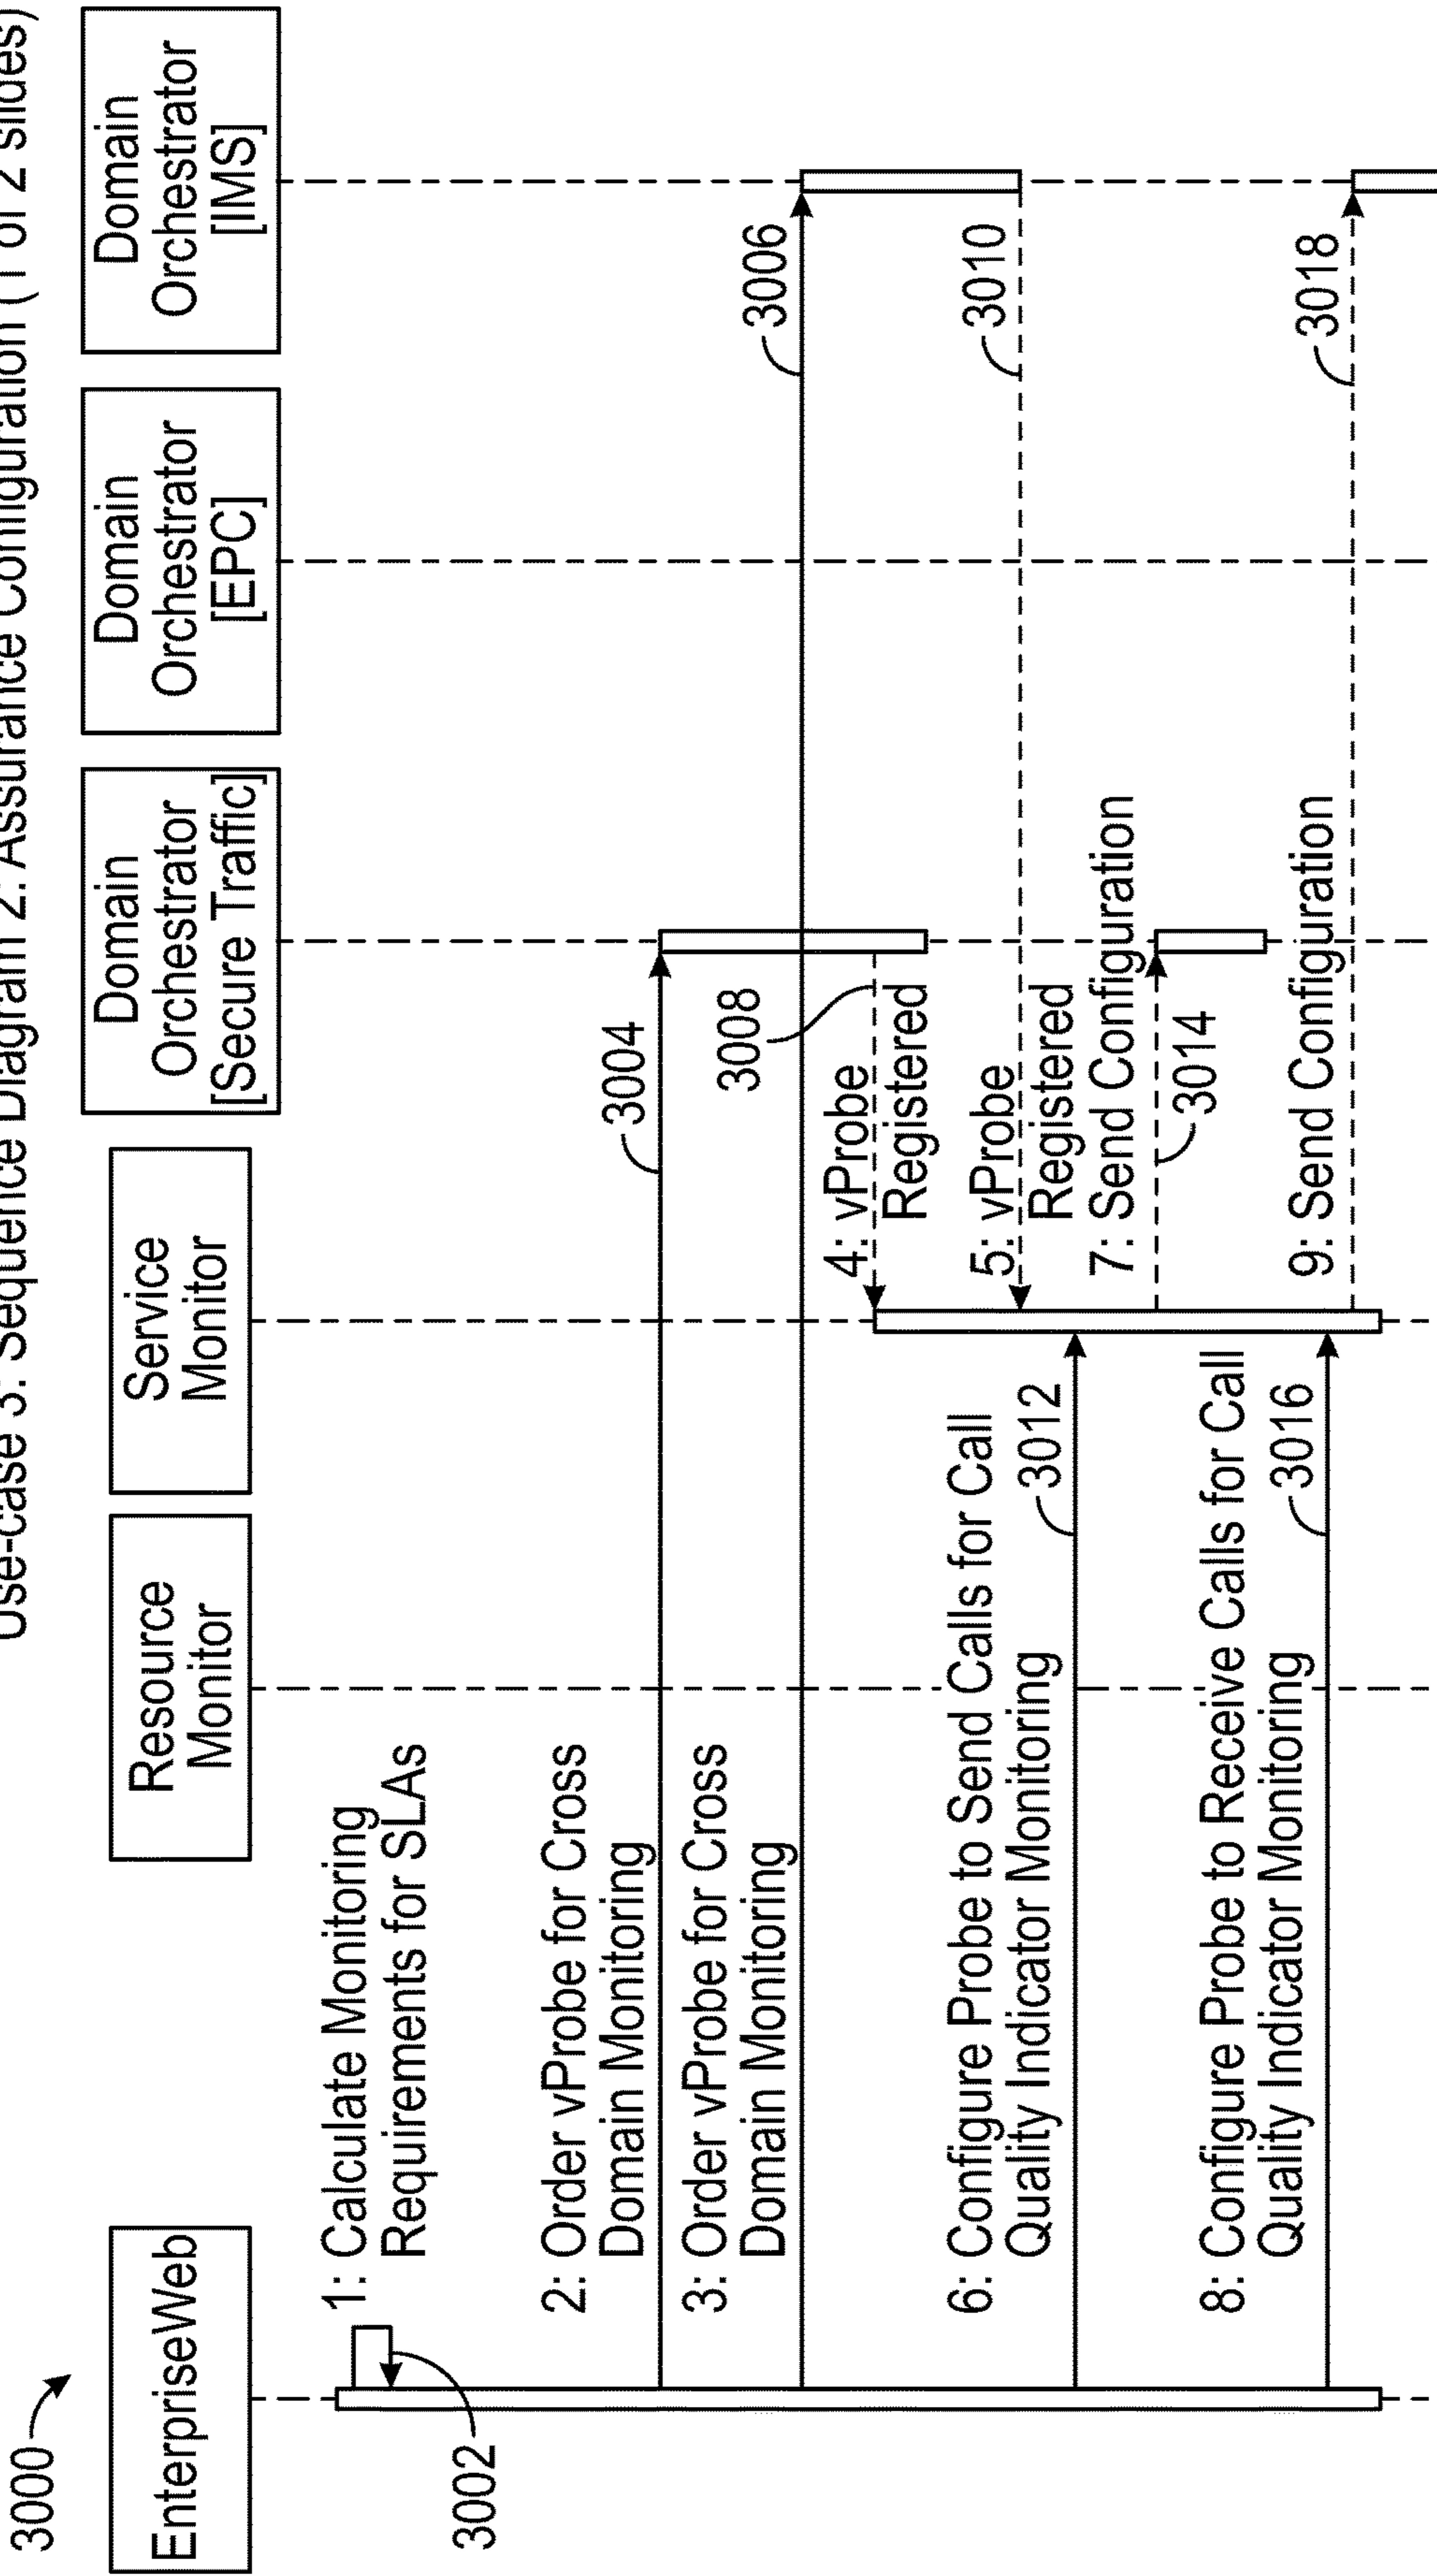 Use-case 3: Sequence Diagram 2: Assurance Configuration (1 of 2 slides)
3000
EnterpriseWeb
Resource
Monitor
Service
Monitor
Domain
Orchestrator
[Secure Traffic]
Domain
Orchestrator
[EPC]
Domain
Orchestrator
[IMS]
1: Calculate Monitoring
Requirements for SLAs
3002
2: Order vProbe for Cross
Domain Monitoring
3004
3: Order vProbe for Cross
Domain Monitoring
3006
3008
4: vProbe
Registered
3010
5: vProbe
Registered
6: Configure Probe to Send Calls for Call
Quality Indicator Monitoring
3012
7: Send Configuration
3014
8: Configure Probe to Receive Calls for Call
Quality Indicator Monitoring
3016
9: Send Configuration
3018